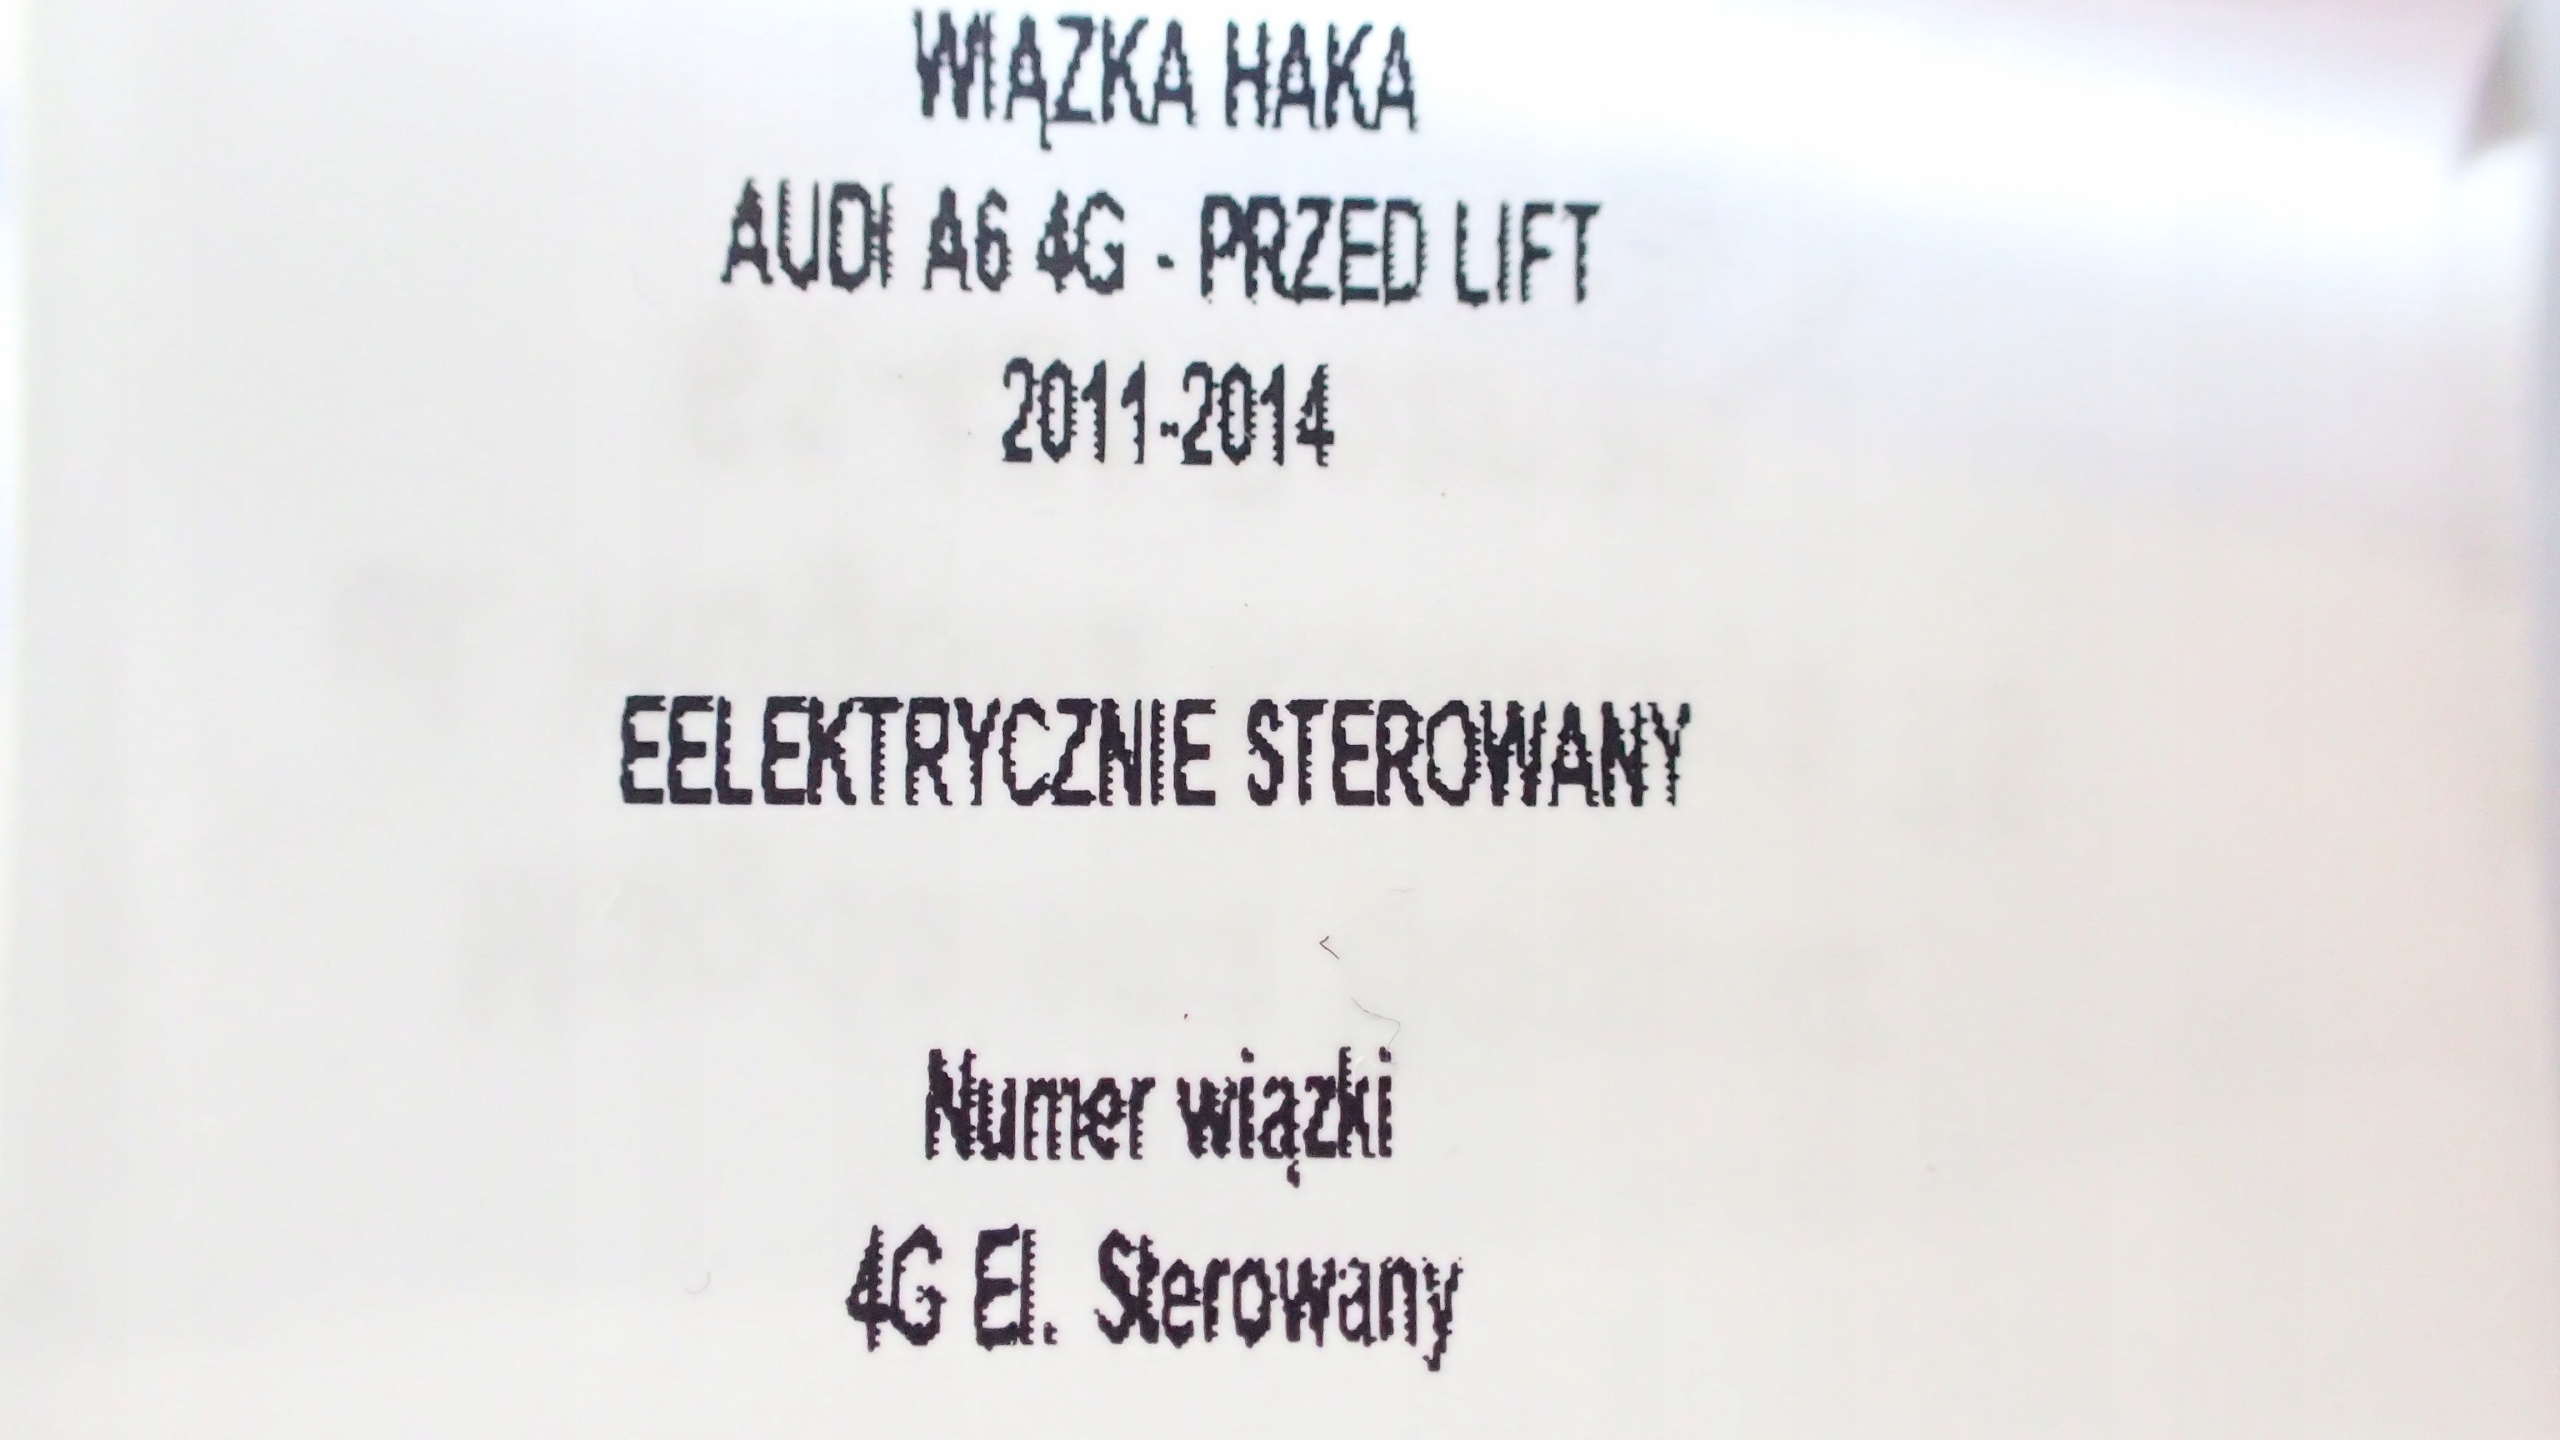 WIĄZKA HAKA
AUDI A6 4G - PRZED LIFT
2011-2014
EELEKTRYCZNIE STEROWANY
Numer wiązki
4G El. Sterowany